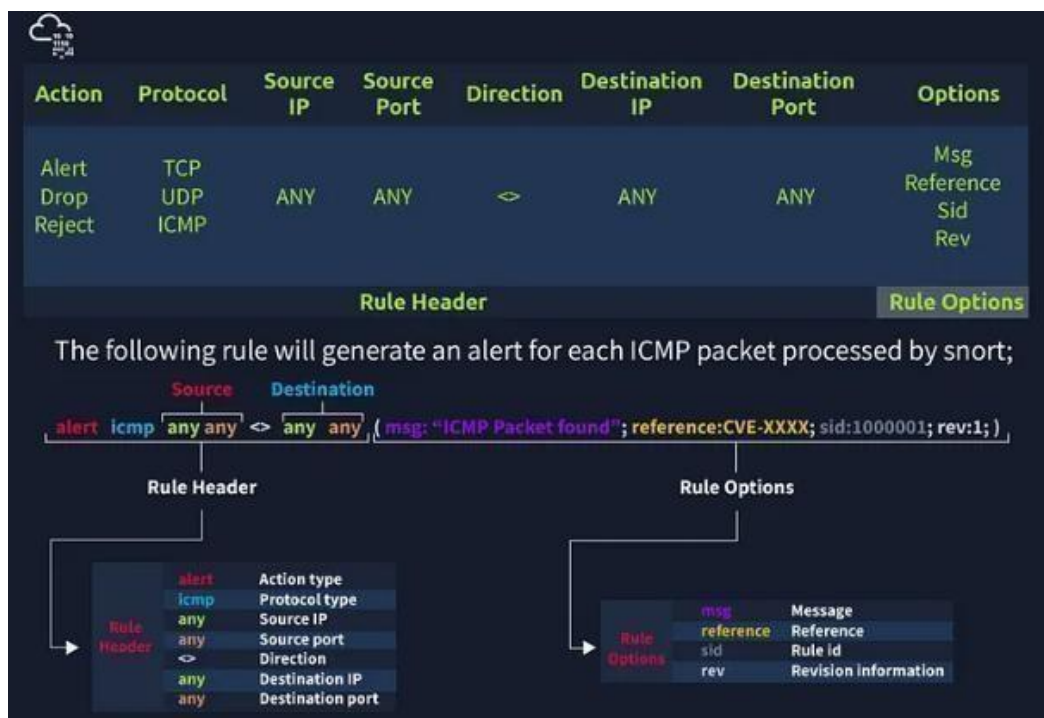 Action Protocol Source IP Source Port Direction Destination IP Destination Port Options
Alert TCP ANY ANY <> ANY ANY Msg
Drop UDP Reference
Reject ICMP Sid
Rev
Rule Header Rule Options
The following rule will generate an alert for each ICMP packet processed by snort;
Source Destination
alert icmp any any <> any any ( msg: “ICMP Packet found”; reference:CVE-XXXX; sid:1000001; rev:1; )
Rule Header Rule Options
Rule Header
alert Action type
icmp Protocol type
any Source IP
any Source port
<> Direction
any Destination IP
any Destination port
Rule Options
msg Message
reference Reference
sid Rule id
rev Revision information